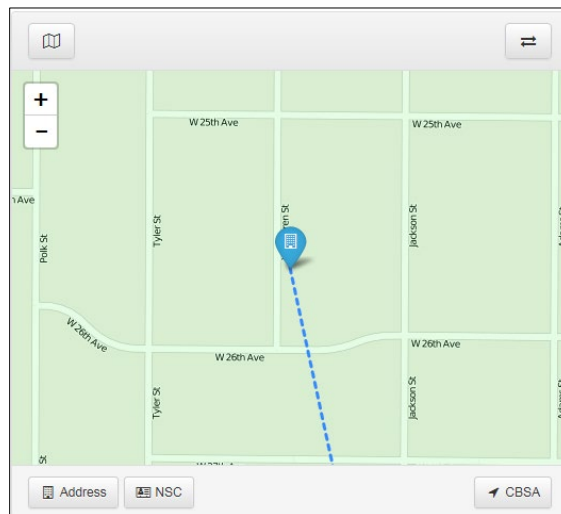 +
−
W 25th Ave
W 25th Ave
Ave
Polk St
Tyler St
Jackson St
W 26th Ave
W 26th Ave
W 26th Ave
Tyler St
Jackson St
St
Address
NSC
CBSA